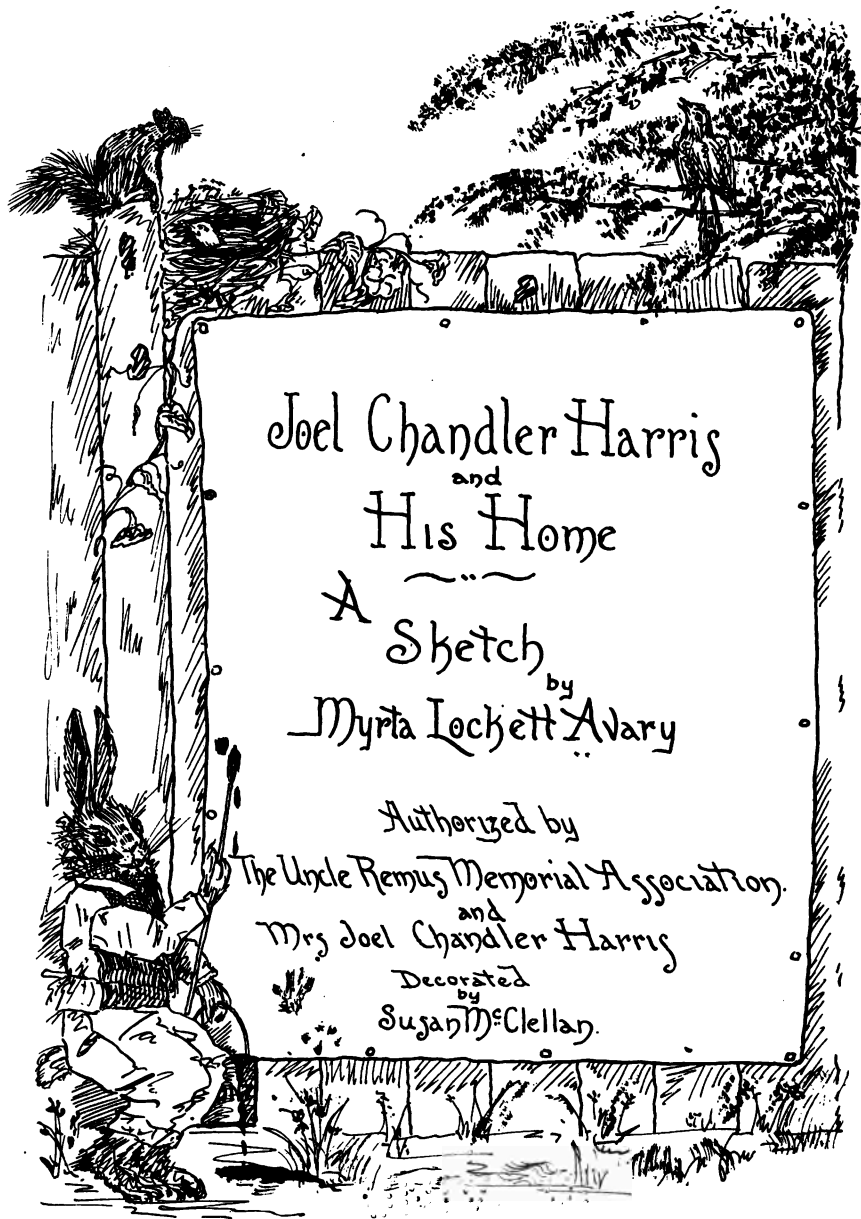 Joel Chandler Harris
and
His Home
A
Sketch
by
Myrta Lockett Avary
Authorized by
The Uncle Remus Memorial Association.
and
Mrs Joel Chandler Harris
Decorated
by
Susan McClellan.